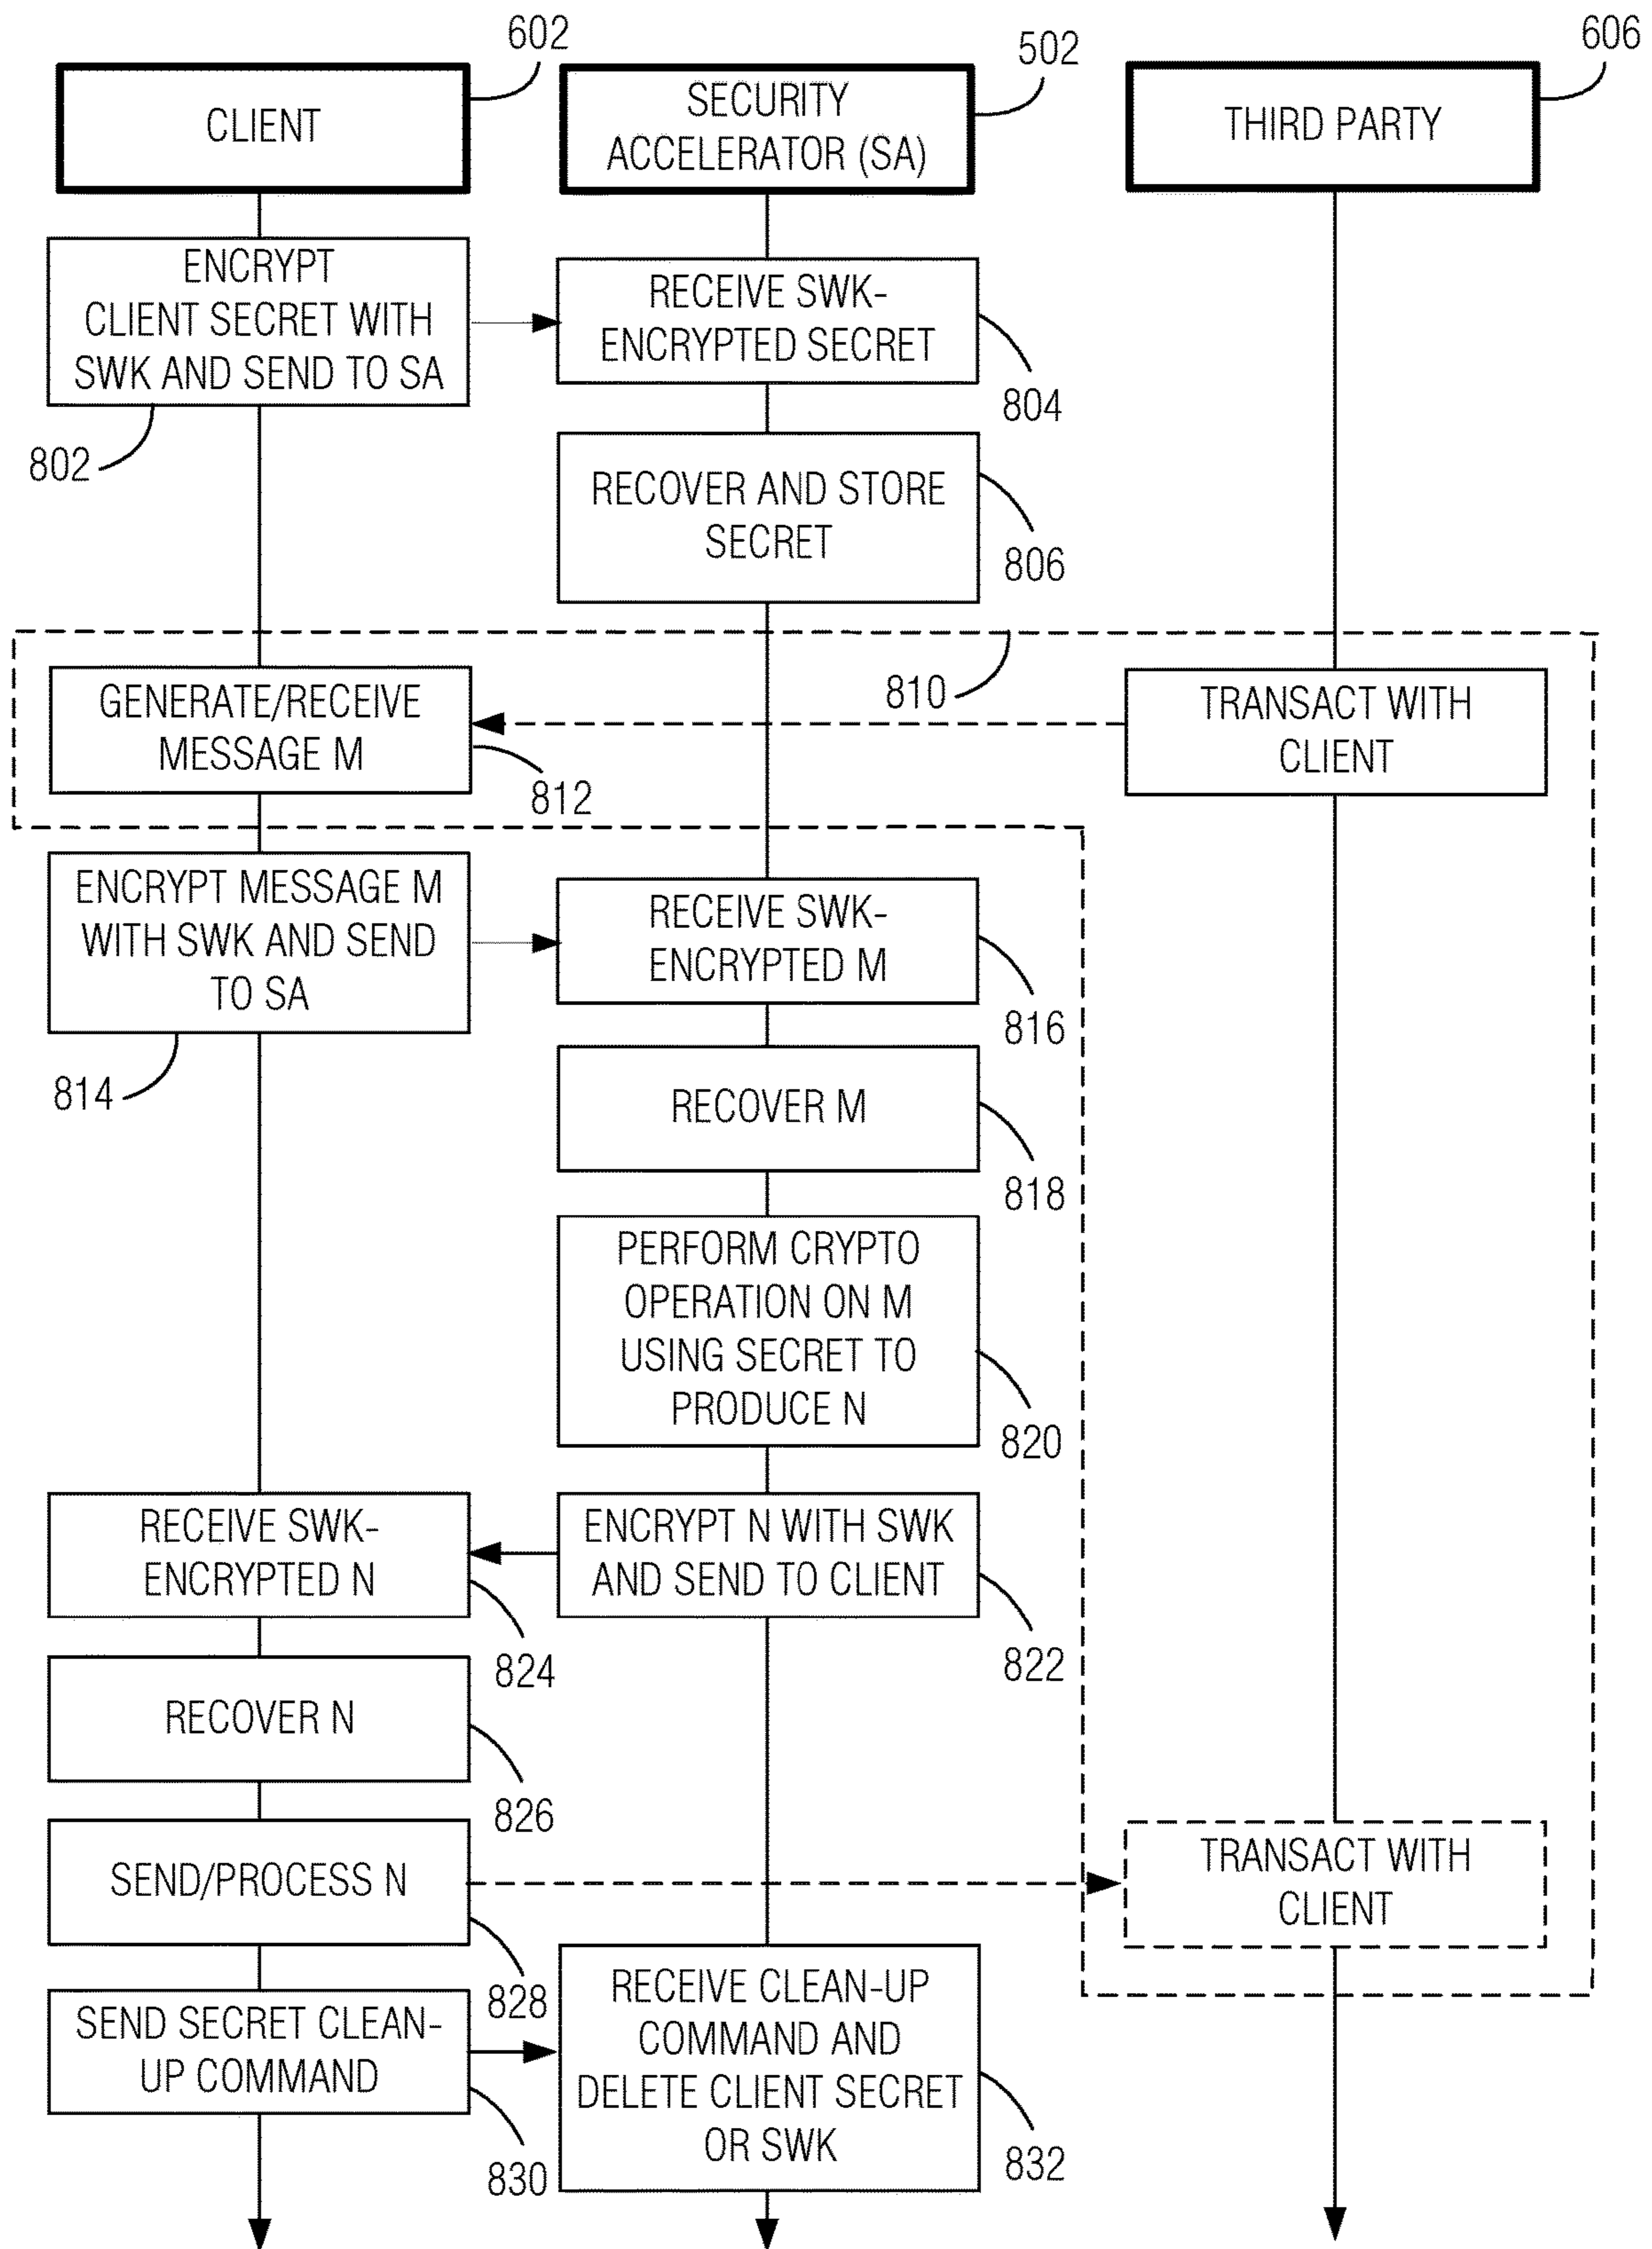 602
502
606
CLIENT
SECURITY
ACCELERATOR (SA)
THIRD PARTY
ENCRYPT
CLIENT SECRET WITH
SWK AND SEND TO SA
802
RECEIVE SWK-
ENCRYPTED SECRET
804
RECOVER AND STORE
SECRET
806
810
GENERATE/RECEIVE
MESSAGE M
812
TRANSACT WITH
CLIENT
ENCRYPT MESSAGE M
WITH SWK AND SEND
TO SA
814
RECEIVE SWK-
ENCRYPTED M
816
RECOVER M
818
PERFORM CRYPTO
OPERATION ON M
USING SECRET TO
PRODUCE N
820
ENCRYPT N WITH SWK
AND SEND TO CLIENT
822
RECEIVE SWK-
ENCRYPTED N
824
RECOVER N
826
SEND/PROCESS N
828
TRANSACT WITH
CLIENT
SEND SECRET CLEAN-
UP COMMAND
830
RECEIVE CLEAN-UP
COMMAND AND
DELETE CLIENT SECRET
OR SWK
832